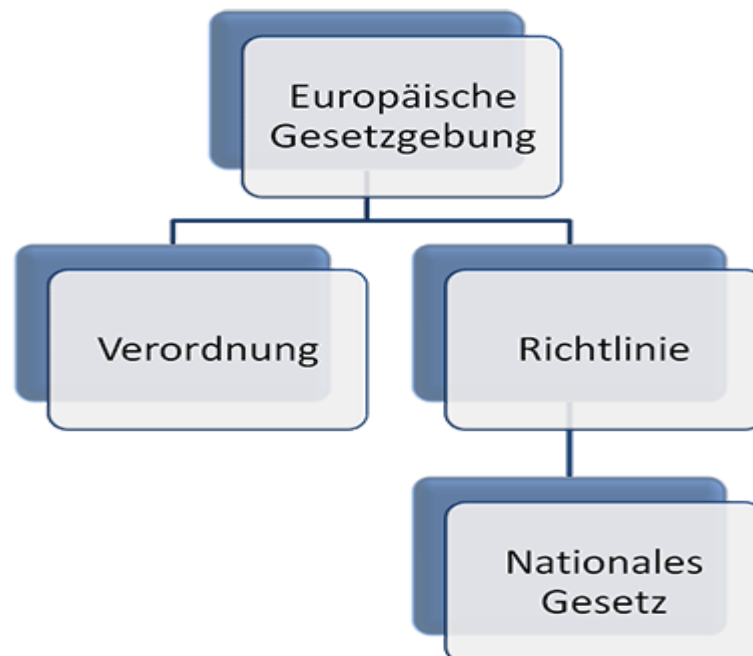 Europäische
Gesetzgebung
Verordnung
Richtlinie
Nationales
Gesetz